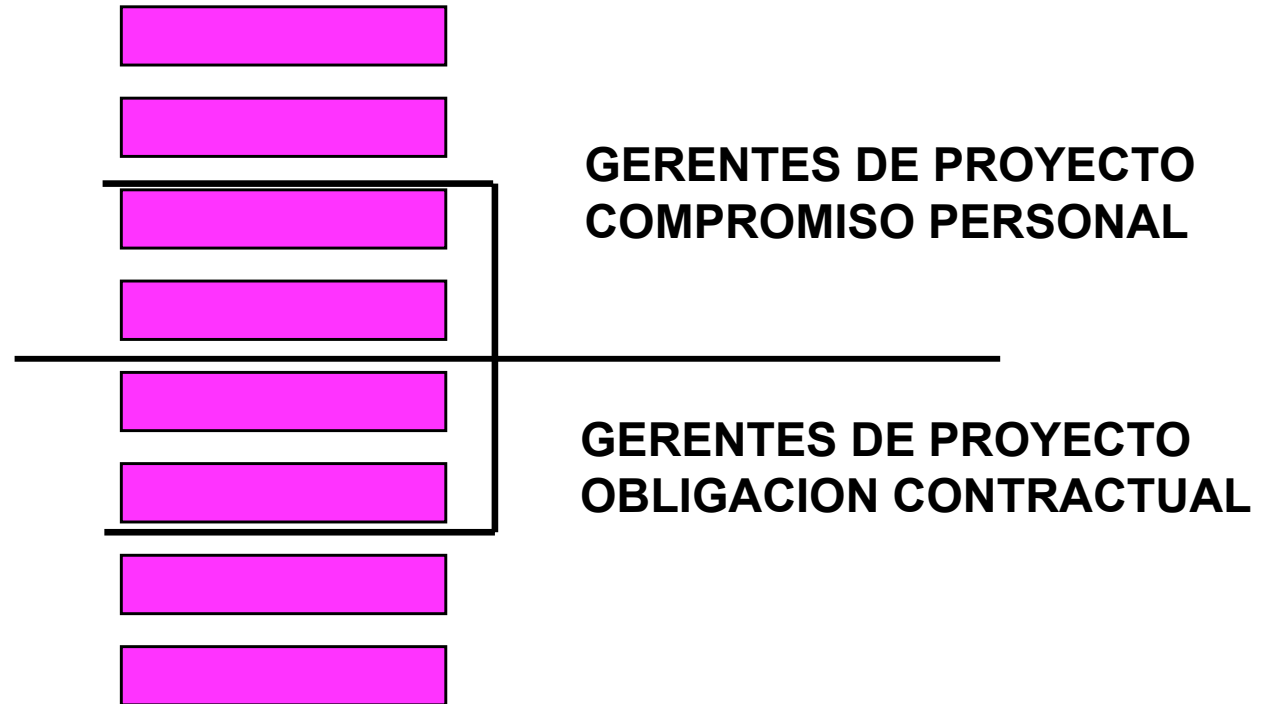 GERENTES DE PROYECTO
COMPROMISO PERSONAL
GERENTES DE PROYECTO
OBLIGACION CONTRACTUAL